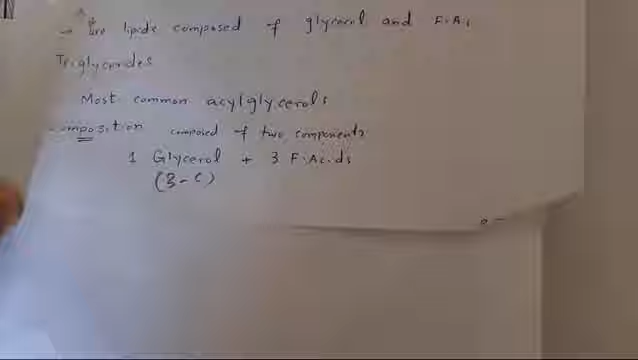 → are lipids composed of glycerol and F.A.s
Triglycerides
Most common acylglycerols
composition composed of two components
1 Glycerol + 3 F.Acids
(3-C)